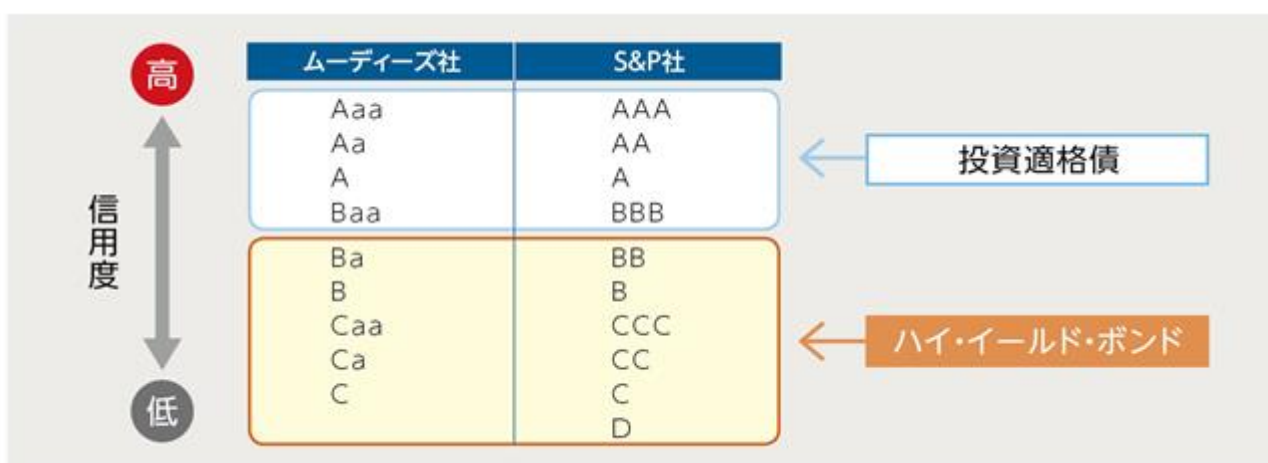 高
信用度
低
ムーディーズ社 S&P社
Aaa AAA
Aa AA
A A
Baa BBB
Ba BB
B B
Caa CCC
Ca CC
C C
D
投資適格債
ハイ・イールド・ボンド